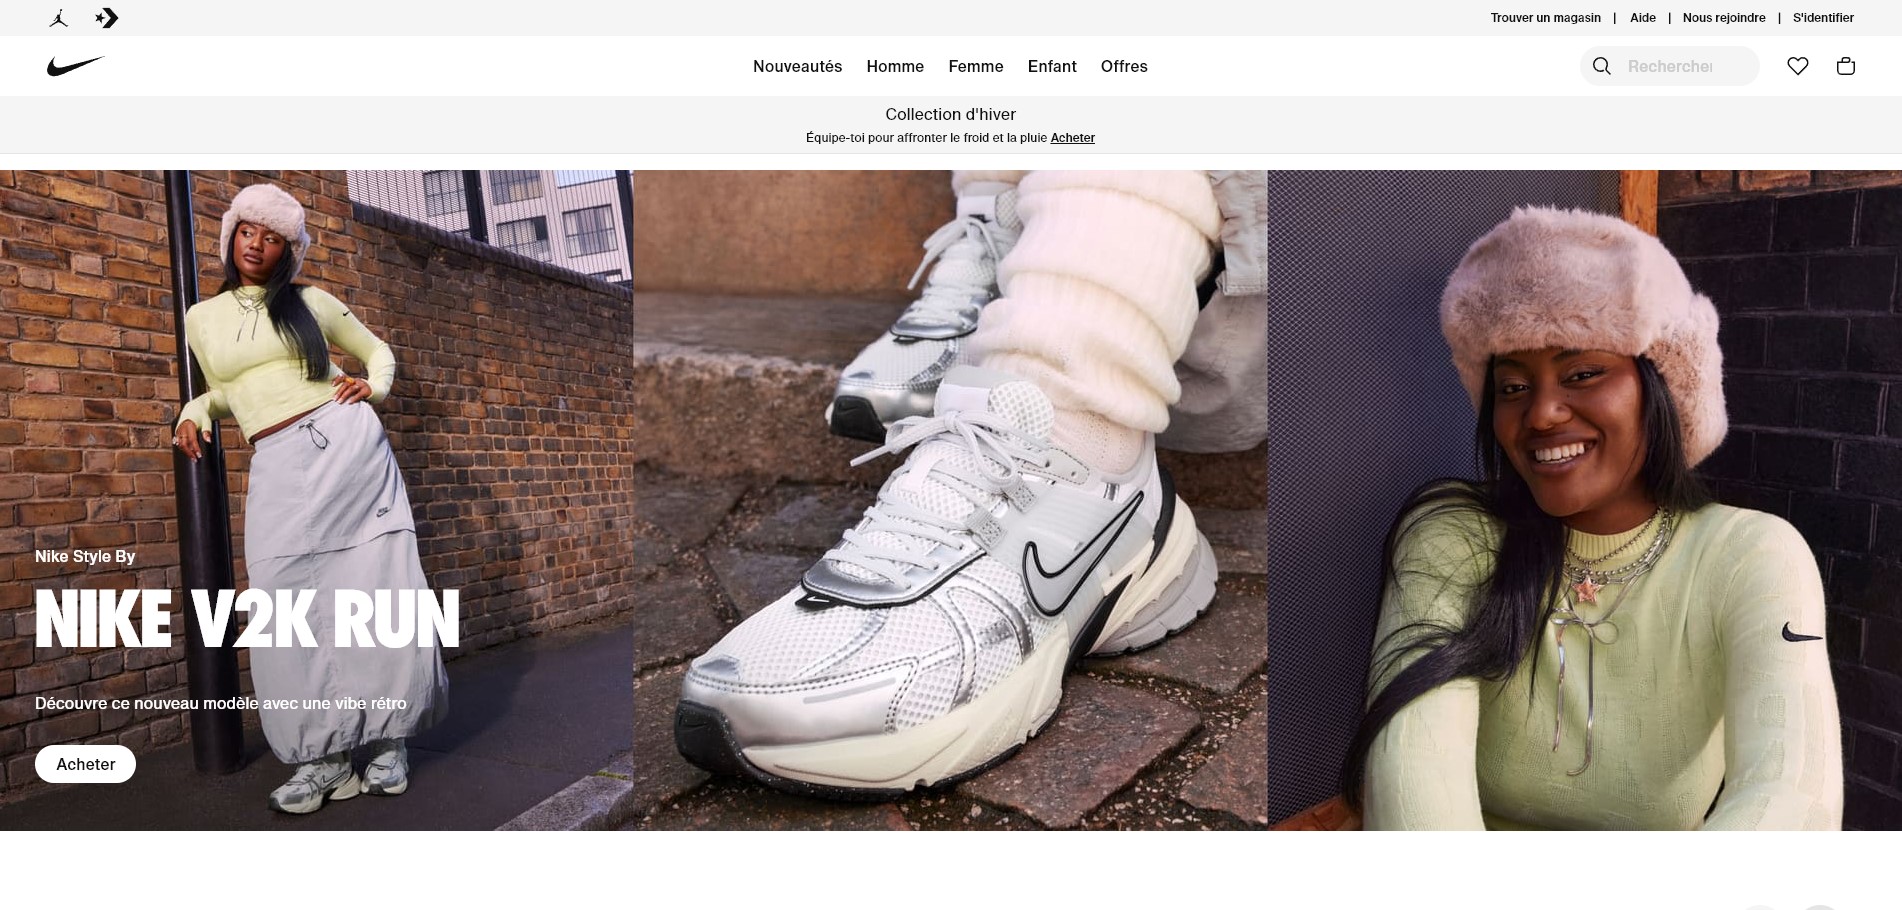 Trouver un magasin | Aide | Nous rejoindre | S'identifier
Nouveautés Homme Femme Enfant Offres
Rechercher
Collection d'hiver
Équipe-toi pour affronter le froid et la pluie Acheter
Nike Style By
NIKE V2K RUN
Découvre ce nouveau modèle avec une vibe rétro
Acheter